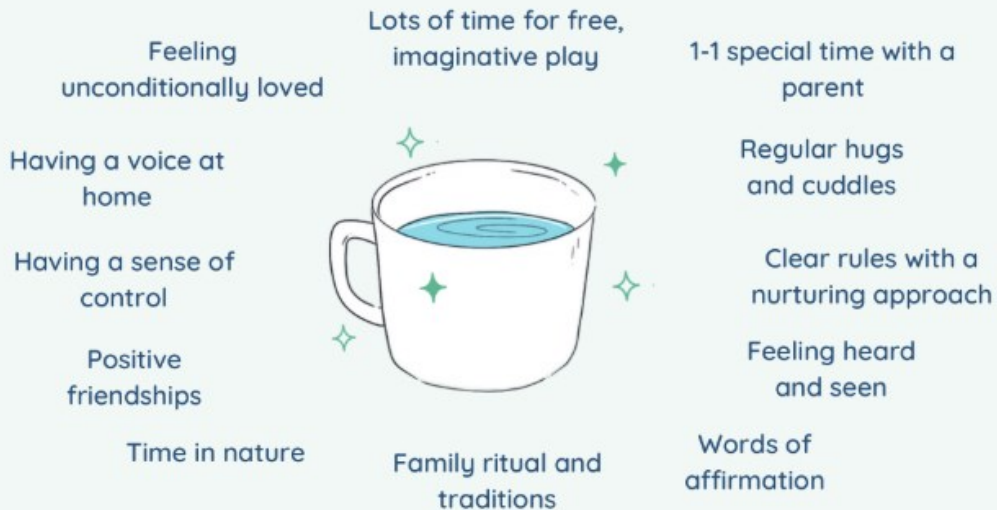 Lots of time for free,
imaginative play
Feeling
unconditionally loved
1-1 special time with a
parent
Having a voice at
home
Regular hugs
and cuddles
Having a sense of
control
Clear rules with a
nurturing approach
Positive
friendships
Feeling heard
and seen
Time in nature
Family ritual and
traditions
Words of
affirmation